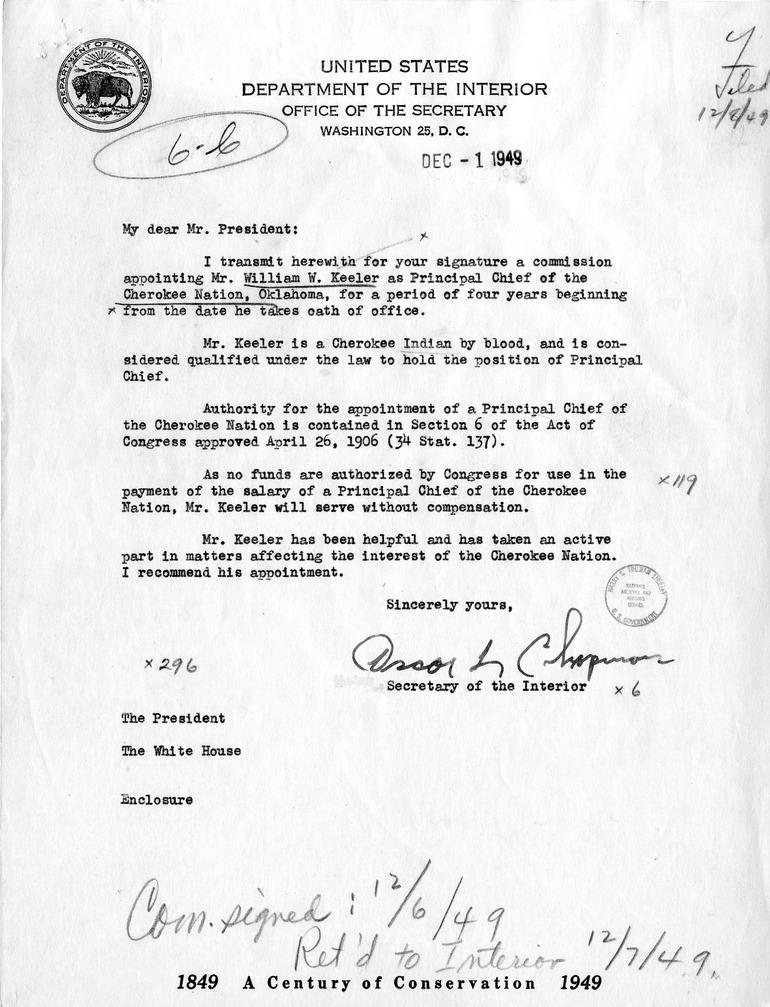 DEPARTMENT OF THE INTERIOR
UNITED STATES
DEPARTMENT OF THE INTERIOR
OFFICE OF THE SECRETARY
WASHINGTON 25, D. C.
Filed
12/8/49
6-6
DEC -1 1949
My dear Mr. President:
x
I transmit herewith for your signature a commission
appointing Mr. William W. Keeler as Principal Chief of the
Cherokee Nation, Oklahoma, for a period of four years beginning
x from the date he takes oath of office.
Mr. Keeler is a Cherokee Indian by blood, and is con-
sidered qualified under the law to hold the position of Principal
Chief.
Authority for the appointment of a Principal Chief of
the Cherokee Nation is contained in Section 6 of the Act of
Congress approved April 26, 1906 (34 Stat. 137).
As no funds are authorized by Congress for use in the
payment of the salary of a Principal Chief of the Cherokee
Nation, Mr. Keeler will serve without compensation.
x119
Mr. Keeler has been helpful and has taken an active
part in matters affecting the interest of the Cherokee Nation.
I recommend his appointment.
HARRY S. TRUMAN LIBRARY
U. S. GOVERNMENT
Sincerely yours,
Oscar L Chapman
x 296
Secretary of the Interior
x 6
The President
The White House
Enclosure
Com. signed : 12/6/49
Ret'd to Interior 12/7/49.
1849 A Century of Conservation 1949